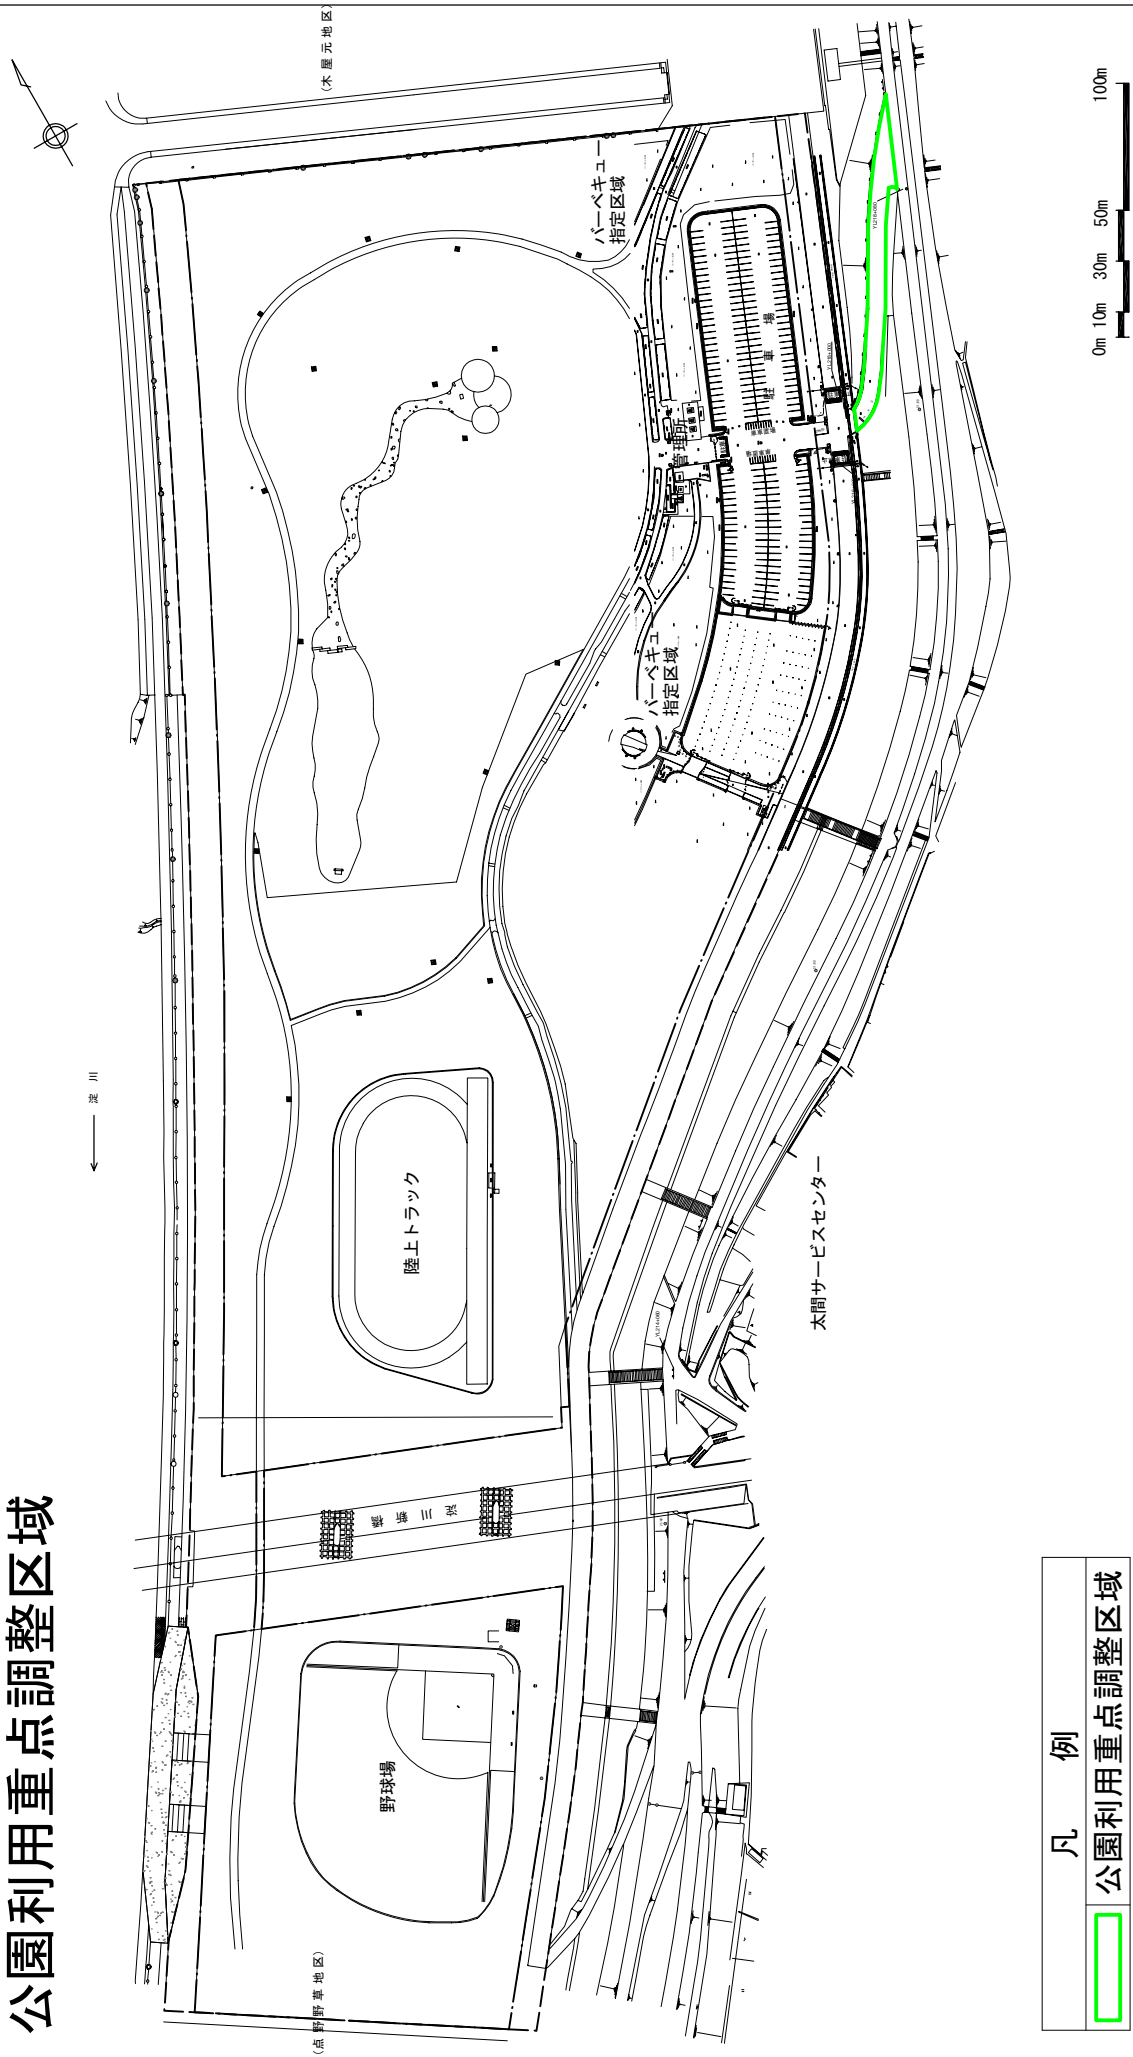 公園利用重点調整区域
(木屋元地区)
淀川
バーベキュー
指定区域
管理所
駐車場
バーベキュー
指定区域
陸上トラック
太間サービスセンター
淀川新橋
野球場
(点野野草地区)
0m 10m 30m 50m 100m
凡例
公園利用重点調整区域